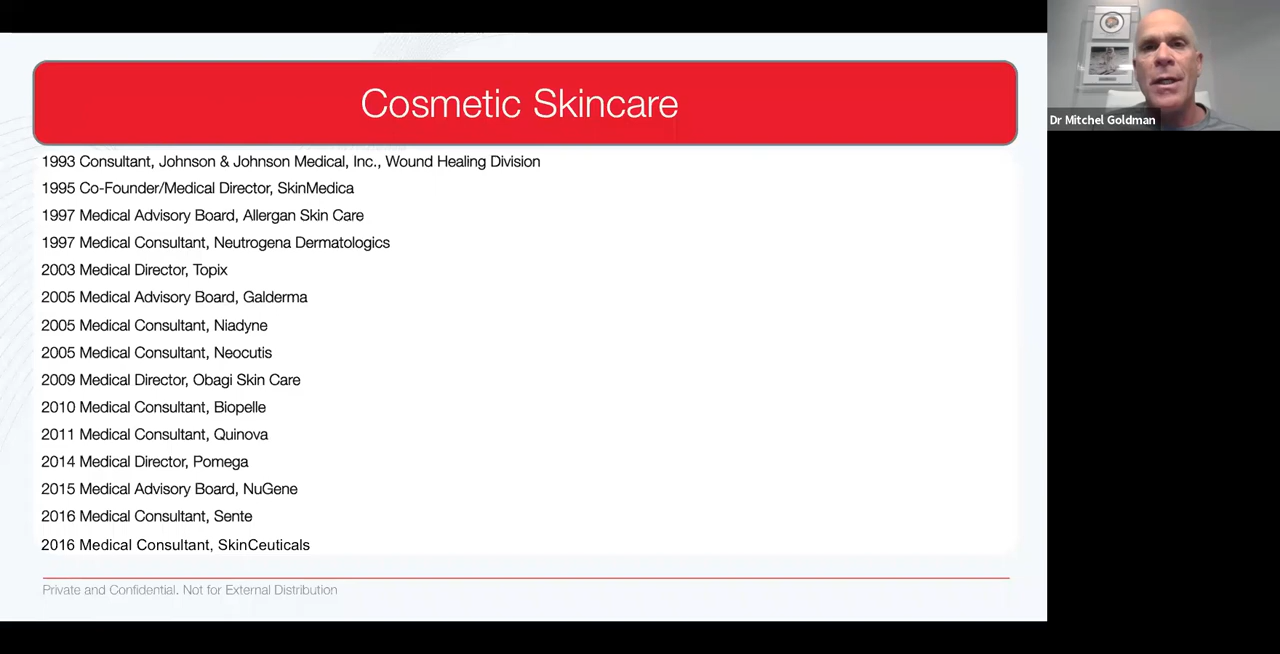 Cosmetic Skincare
1993 Consultant, Johnson & Johnson Medical, Inc., Wound Healing Division
1995 Co-Founder/Medical Director, SkinMedica
1997 Medical Advisory Board, Allergan Skin Care
1997 Medical Consultant, Neutrogena Dermatologics
2003 Medical Director, Topix
2005 Medical Advisory Board, Galderma
2005 Medical Consultant, Niadyne
2005 Medical Consultant, Neocutis
2009 Medical Director, Obagi Skin Care
2010 Medical Consultant, Biopelle
2011 Medical Consultant, Quinova
2014 Medical Director, Pomega
2015 Medical Advisory Board, NuGene
2016 Medical Consultant, Sente
2016 Medical Consultant, SkinCeuticals
Private and Confidential. Not for External Distribution
Dr Mitchel Goldman